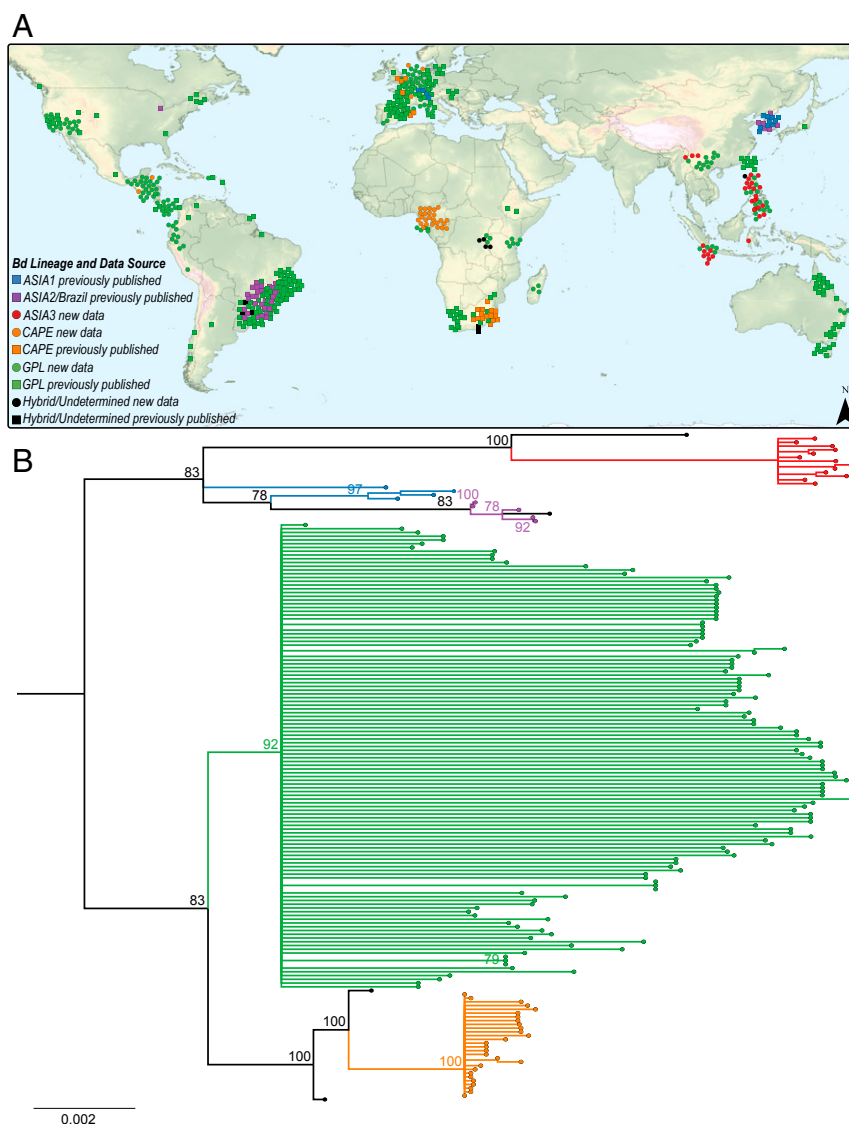 A
Bd Lineage and Data Source
ASIA1 previously published
ASIA2/Brazil previously published
ASIA3 new data
CAPE new data
CAPE previously published
GPL new data
GPL previously published
Hybrid/Undetermined new data
Hybrid/Undetermined previously published
N
B
100
83
97
78
100
83
78
92
92
83
79
100
100
100
0.002